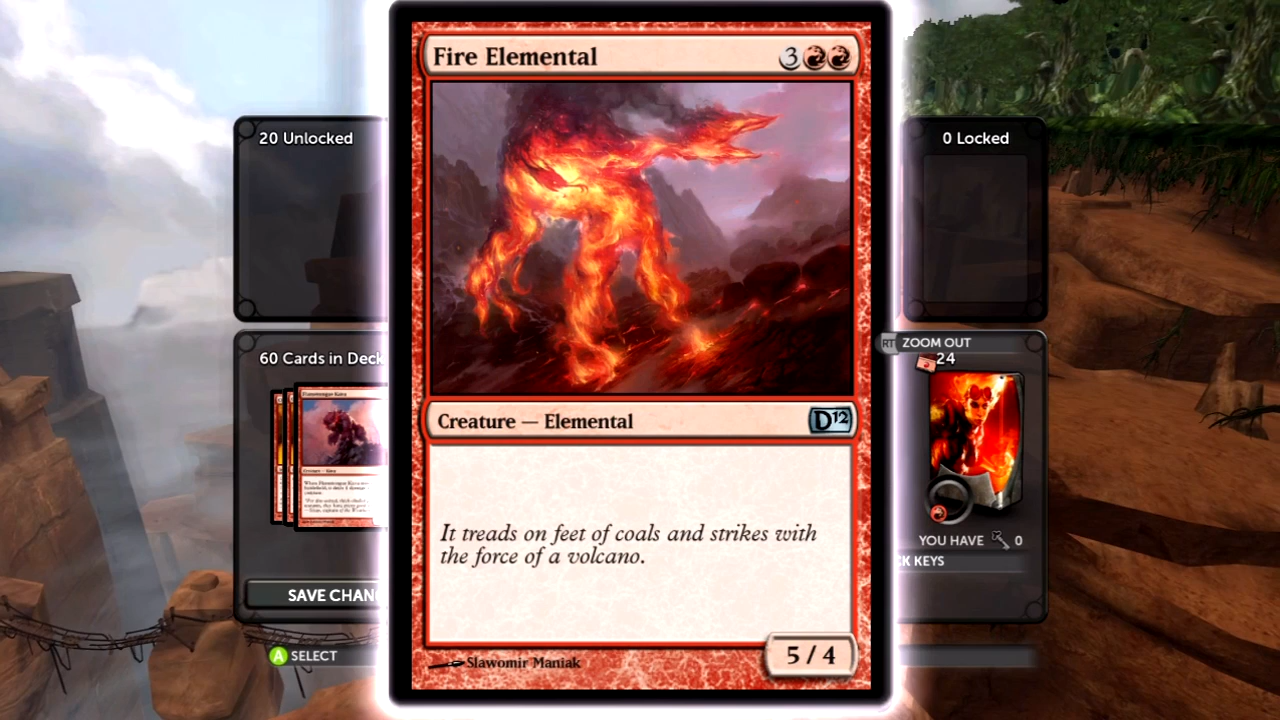 Fire Elemental 3
20 Unlocked
0 Locked
Creature — Elemental D12
60 Cards in Deck
RT ZOOM OUT
24
It treads on feet of coals and strikes with
the force of a volcano.
YOU HAVE 0
CK KEYS
SAVE CHAN
A SELECT
Slawomir Maniak
5 / 4